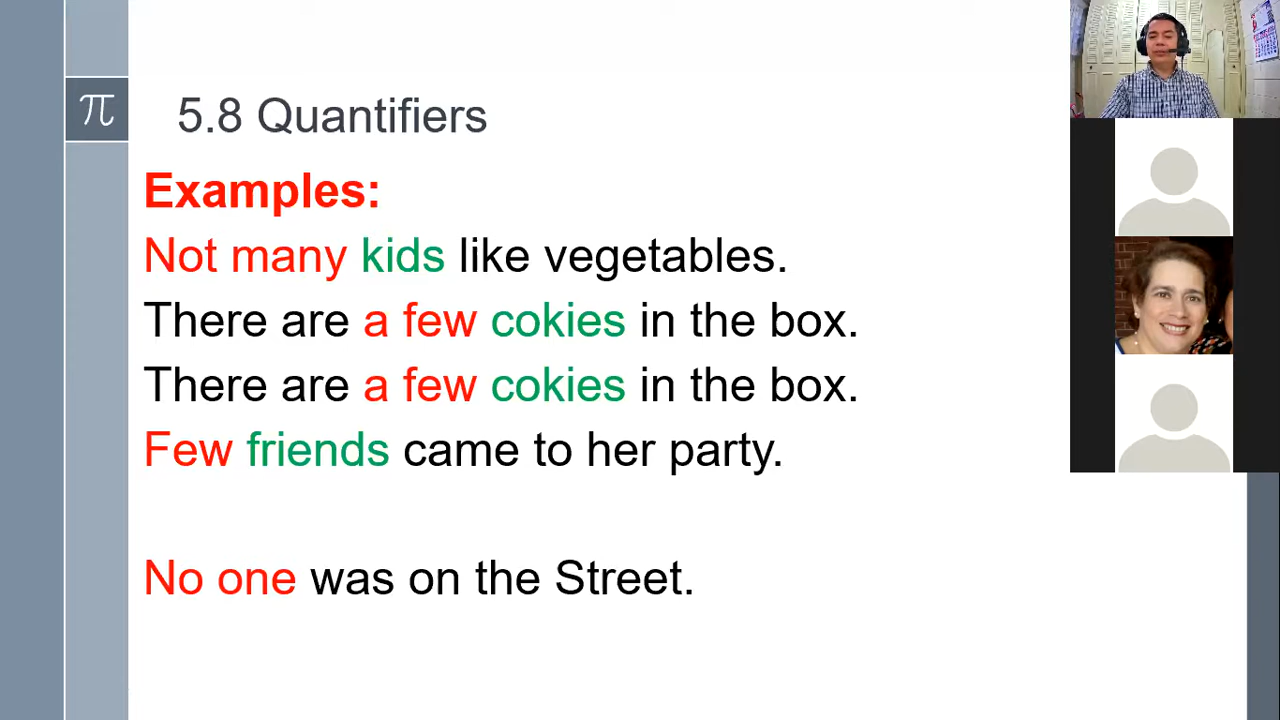 π
5.8 Quantifiers
Examples:
Not many kids like vegetables.
There are a few cokies in the box.
There are a few cokies in the box.
Few friends came to her party.
No one was on the Street.